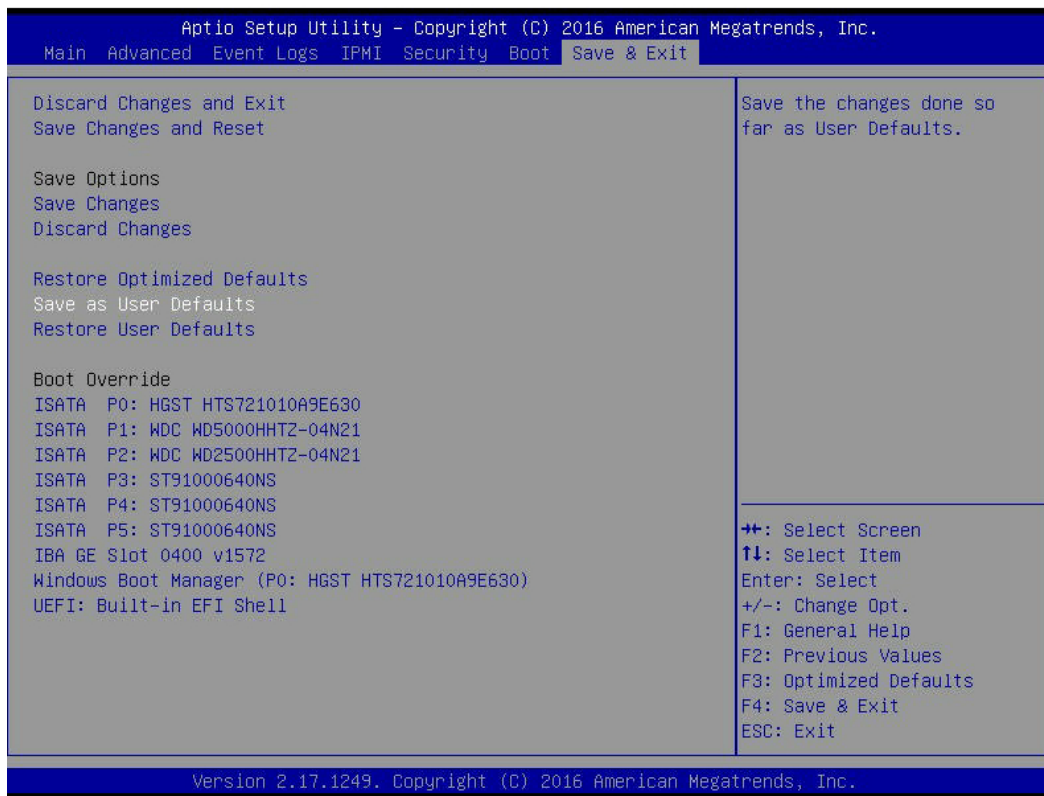 Aptio Setup Utility – Copyright (C) 2016 American Megatrends, Inc.
Main Advanced Event Logs IPMI Security Boot Save & Exit
Discard Changes and Exit
Save Changes and Reset
Save Options
Save Changes
Discard Changes
Restore Optimized Defaults
Save as User Defaults
Restore User Defaults
Boot Override
ISATA P0: HGST HTS721010A9E630
ISATA P1: WDC WD5000HHTZ-04N21
ISATA P2: WDC WD2500HHTZ-04N21
ISATA P3: ST91000640NS
ISATA P4: ST91000640NS
ISATA P5: ST91000640NS
IBA GE Slot 0400 v1572
Windows Boot Manager (P0: HGST HTS721010A9E630)
UEFI: Built-in EFI Shell
Save the changes done so
far as User Defaults.
→←: Select Screen
↑↓: Select Item
Enter: Select
+/-: Change Opt.
F1: General Help
F2: Previous Values
F3: Optimized Defaults
F4: Save & Exit
ESC: Exit
Version 2.17.1249. Copyright (C) 2016 American Megatrends, Inc.